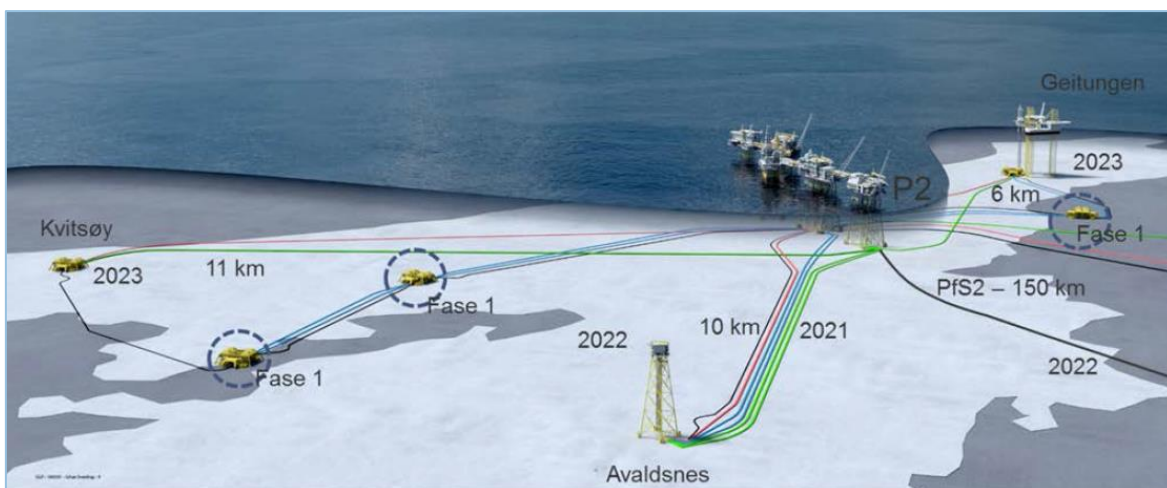 Geitungen
P2
2023
6 km
Kvitsøy
Fase 1
2023
11 km
Fase 1
PfS2 – 150 km
10 km
2021
2022
Fase 1
2022
Avaldsnes